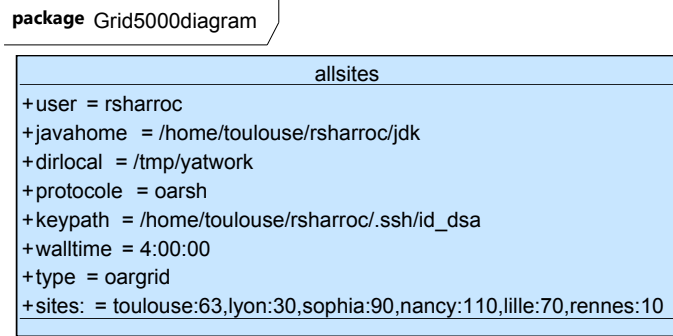 package Grid5000diagram
allsites
+user = rsharroc
+javahome = /home/toulouse/rsharroc/jdk
+dirlocal = /tmp/yatwork
+protocole = oarsh
+keypath = /home/toulouse/rsharroc/.ssh/id_dsa
+walltime = 4:00:00
+type = oargrid
+sites: = toulouse:63,lyon:30,sophia:90,nancy:110,lille:70,rennes:10